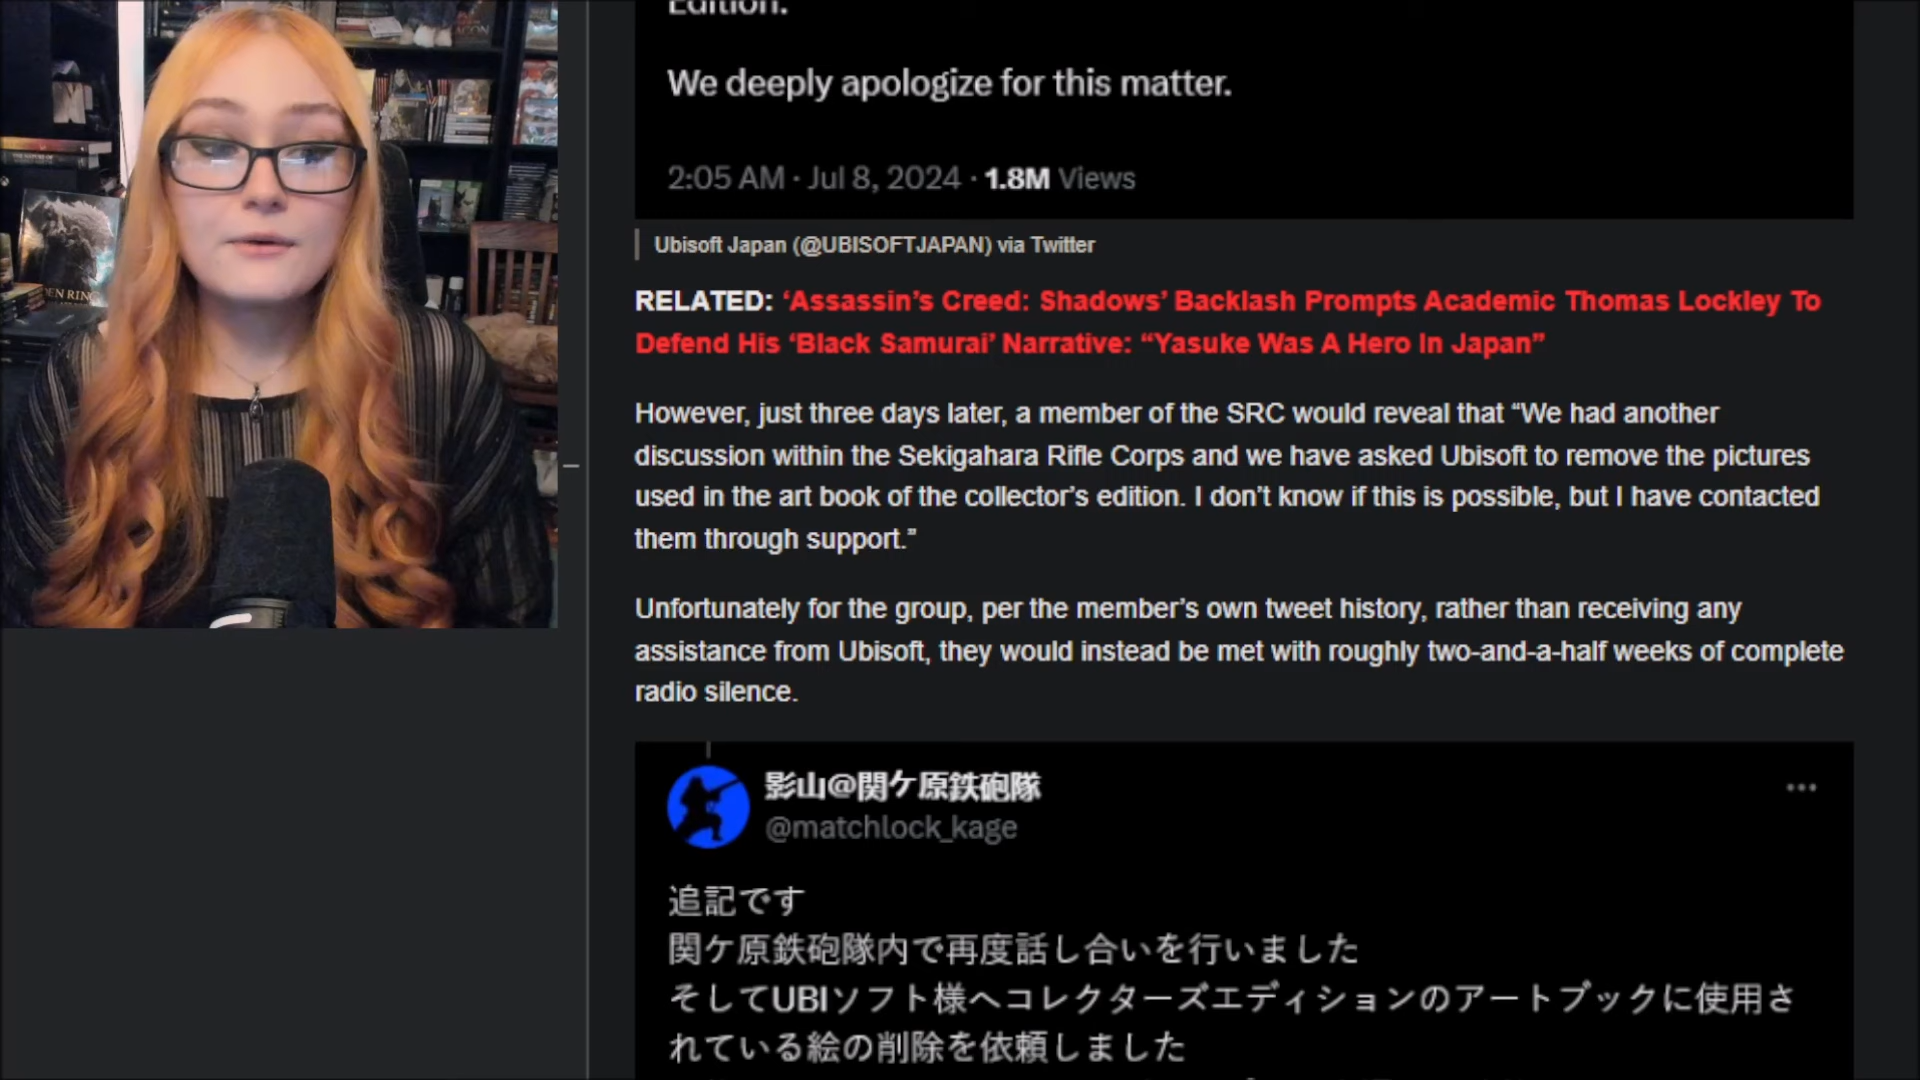 Edition.
We deeply apologize for this matter.
2:05 AM · Jul 8, 2024 · 1.8M Views
Ubisoft Japan (@UBISOFTJAPAN) via Twitter
RELATED: ‘Assassin’s Creed: Shadows’ Backlash Prompts Academic Thomas Lockley To
Defend His ‘Black Samurai’ Narrative: “Yasuke Was A Hero In Japan”
However, just three days later, a member of the SRC would reveal that “We had another
discussion within the Sekigahara Rifle Corps and we have asked Ubisoft to remove the pictures
used in the art book of the collector’s edition. I don’t know if this is possible, but I have contacted
them through support.”
Unfortunately for the group, per the member’s own tweet history, rather than receiving any
assistance from Ubisoft, they would instead be met with roughly two-and-a-half weeks of complete
radio silence.
影山@関ケ原鉄砲隊
@matchlock_kage
追記です
関ケ原鉄砲隊内で再度話し合いを行いました
そしてUBIソフト様へコレクターズエディションのアートブックに使用さ
れている絵の削除を依頼しました